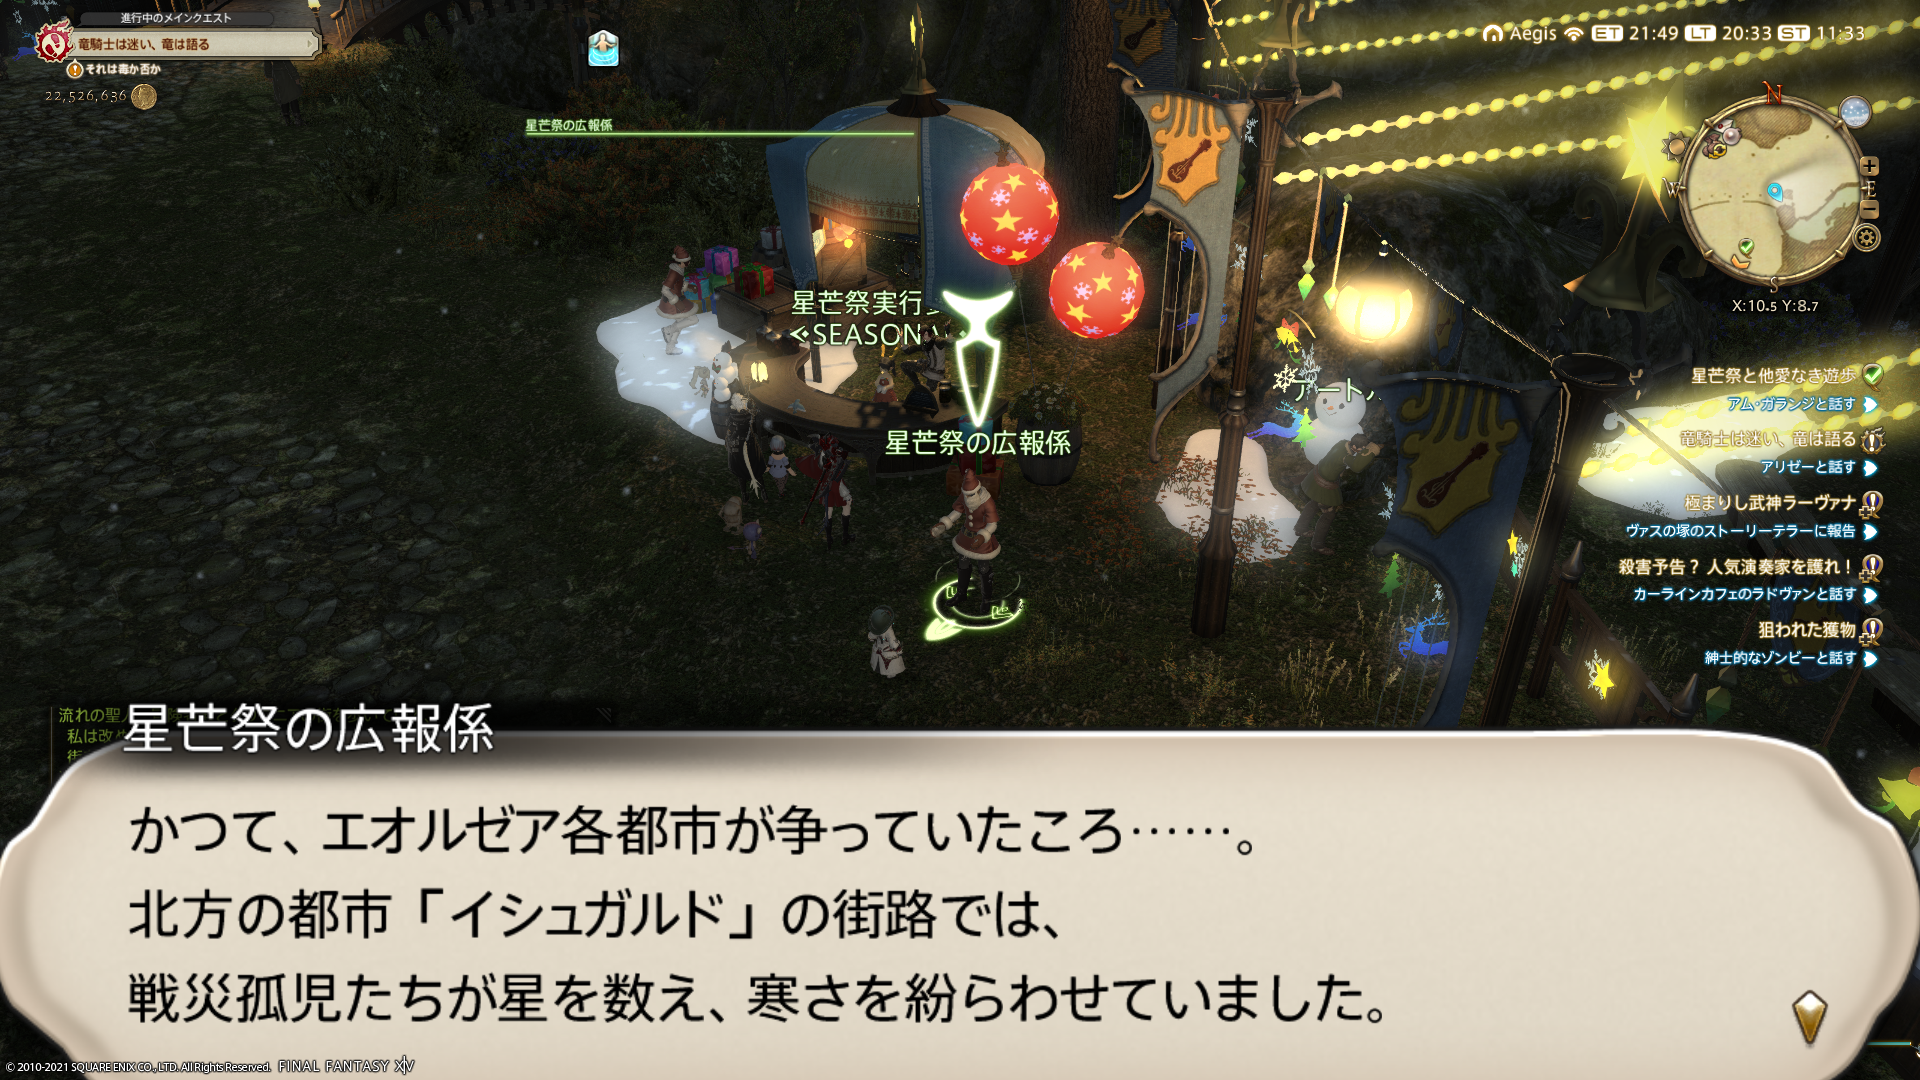 進行中のメインクエスト
竜騎士は迷い、竜は語る
それは毒か否か
22,526,636
Aegis ET 21:49 LT 20:33 ST 11:33
N
W
E
S
X:10.5 Y:8.7
星芒祭の広報係
星芒祭実行
≪SEASON
星芒祭の広報係
アート
星芒祭と他愛なき遊歩
アム・ガランジと話す
竜騎士は迷い、竜は語る
アリゼーと話す
極まりし武神ラーヴァナ
ヴァスの塚のストーリーテラーに報告
殺害予告？ 人気演奏家を護れ！
カーラインカフェのラドヴァンと話す
狙われた獲物
紳士的なゾンビーと話す
流れの聖
私は改め
街
星芒祭の広報係
かつて、エオルゼア各都市が争っていたころ……。
北方の都市「イシュガルド」の街路では、
戦災孤児たちが星を数え、寒さを紛らわせていました。
© 2010-2021 SQUARE ENIX CO., LTD. All Rights Reserved. FINAL FANTASY XIV